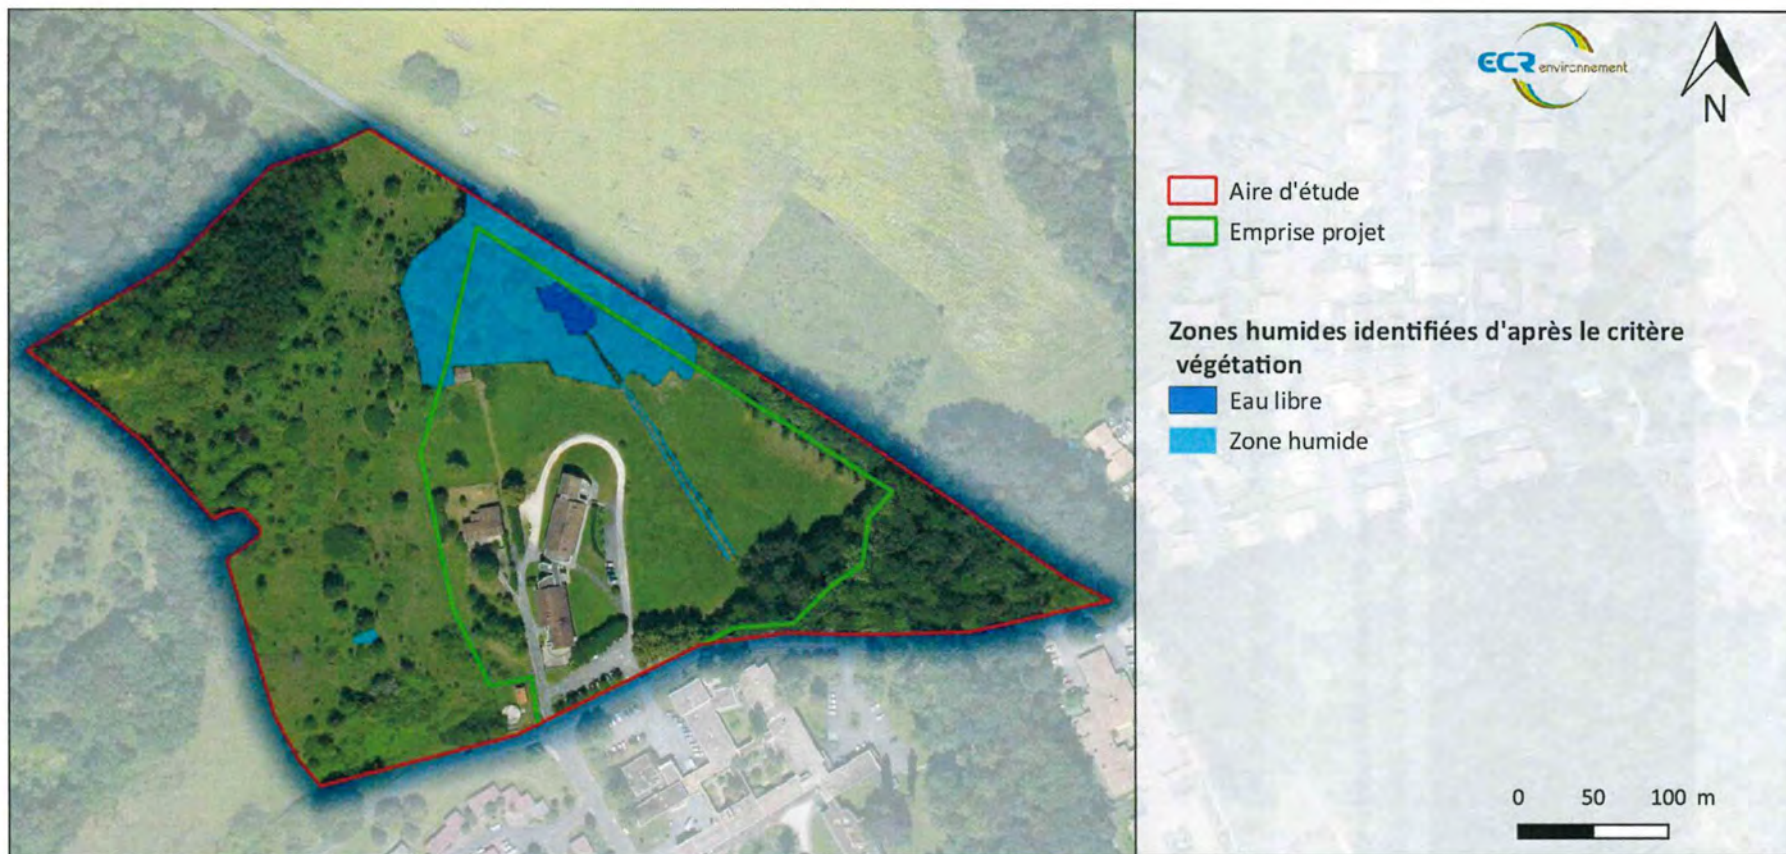 ECR environnement
N
Aire d'étude
Emprise projet
Zones humides identifiées d'après le critère
végétation
Eau libre
Zone humide
0 50 100 m